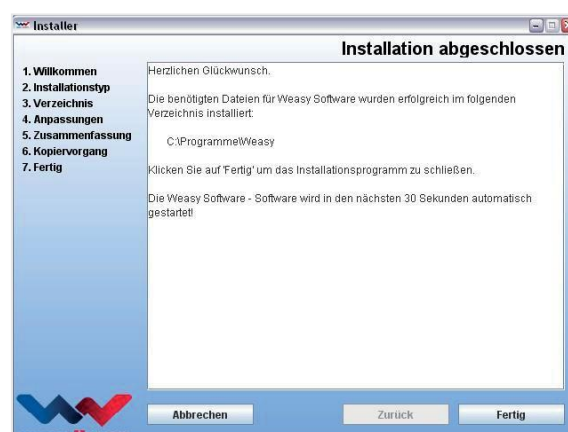 Installer
Installation abgeschlossen
1. Willkommen
2. Installationstyp
3. Verzeichnis
4. Anpassungen
5. Zusammenfassung
6. Kopiervorgang
7. Fertig
Herzlichen Glückwunsch.
Die benötigten Dateien für Weasy Software wurden erfolgreich im folgenden
Verzeichnis installiert:
C:\Programme\Weasy
Klicken Sie auf 'Fertig' um das Installationsprogramm zu schließen.
Die Weasy Software - Software wird in den nächsten 30 Sekunden automatisch
gestartet!
Abbrechen
Zurück
Fertig